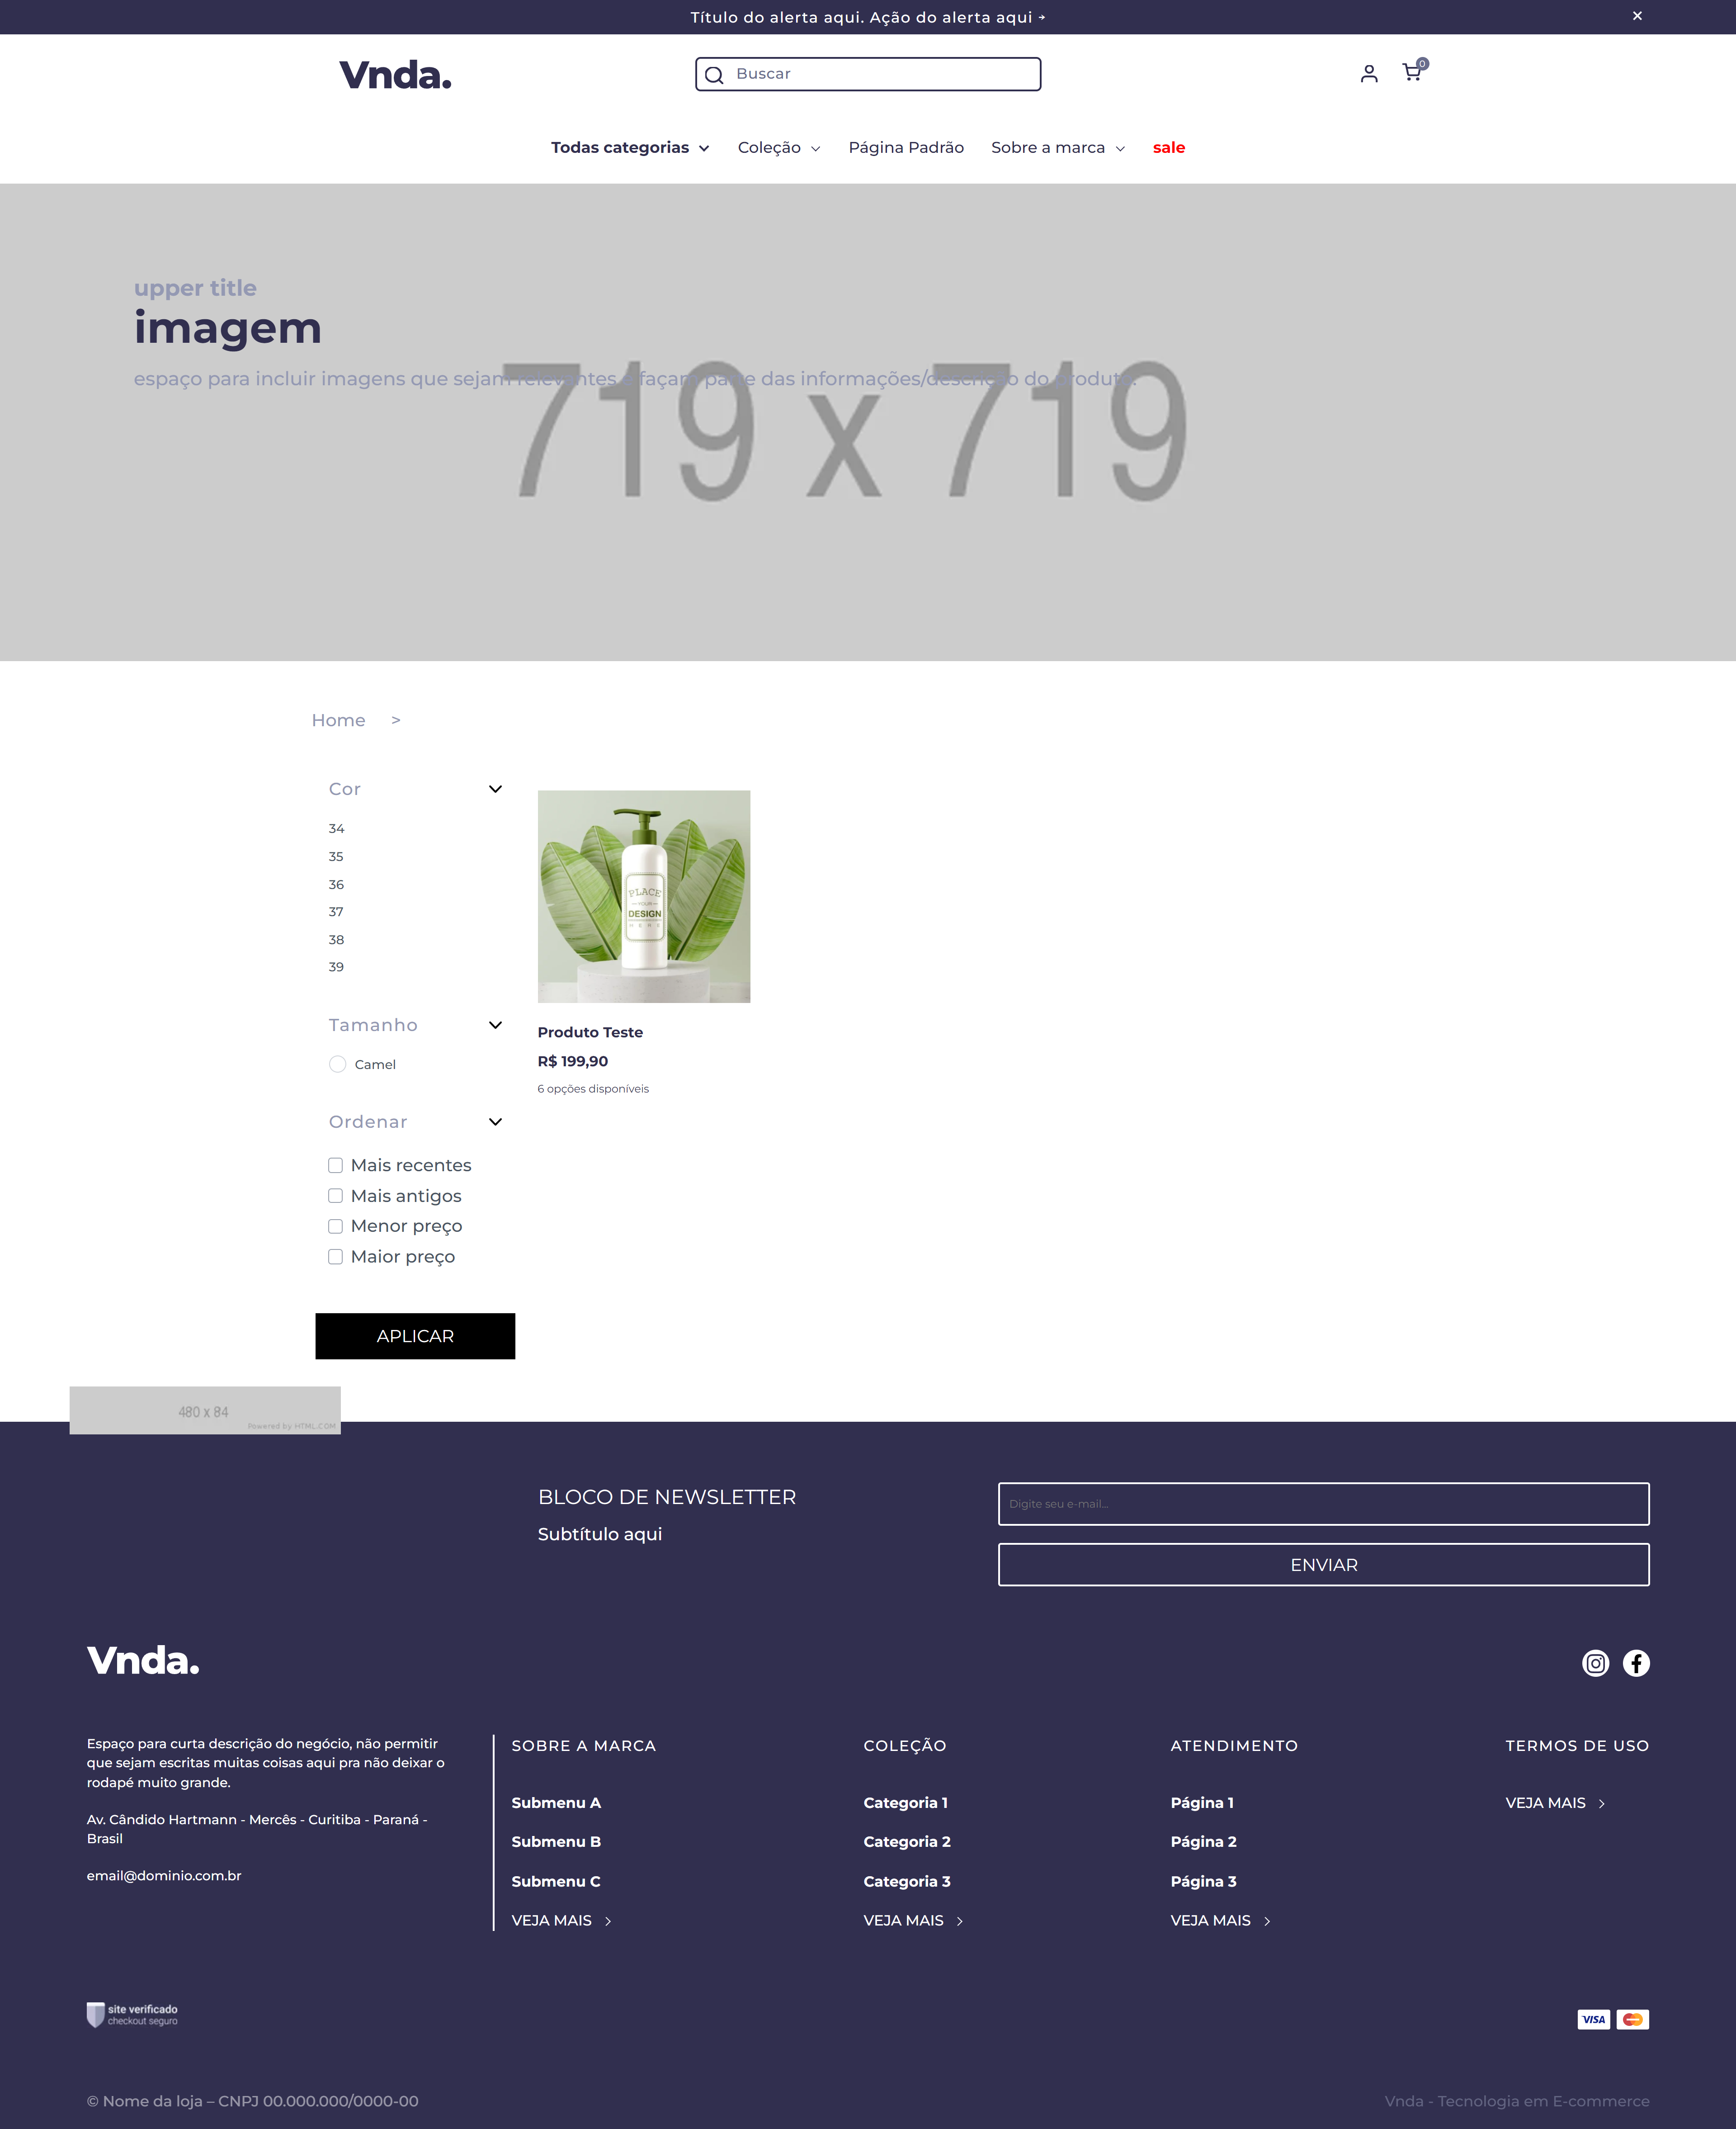 Título do alerta aqui. Ação do alerta aqui →
×
Vnda.
Buscar
0
Todas categorias
Coleção
Página Padrão
Sobre a marca
sale
upper title
imagem
espaço para incluir imagens que sejam relevantes e façam parte das informações/descrição do produto.
719 x 719
Home >
Cor
34
35
36
37
38
39
Tamanho
Camel
Ordenar
Mais recentes
Mais antigos
Menor preço
Maior preço
APLICAR
PLACE
YOUR
DESIGN
HERE
Produto Teste
R$ 199,90
6 opções disponíveis
480 x 84
Powered by HTML.COM
BLOCO DE NEWSLETTER
Subtítulo aqui
Digite seu e-mail...
ENVIAR
Vnda.
Espaço para curta descrição do negócio, não permitir
que sejam escritas muitas coisas aqui pra não deixar o
rodapé muito grande.
Av. Cândido Hartmann - Mercês - Curitiba - Paraná -
Brasil
email@dominio.com.br
SOBRE A MARCA
Submenu A
Submenu B
Submenu C
VEJA MAIS
COLEÇÃO
Categoria 1
Categoria 2
Categoria 3
VEJA MAIS
ATENDIMENTO
Página 1
Página 2
Página 3
VEJA MAIS
TERMOS DE USO
VEJA MAIS
site verificado
checkout seguro
VISA
© Nome da loja – CNPJ 00.000.000/0000-00
Vnda - Tecnologia em E-commerce